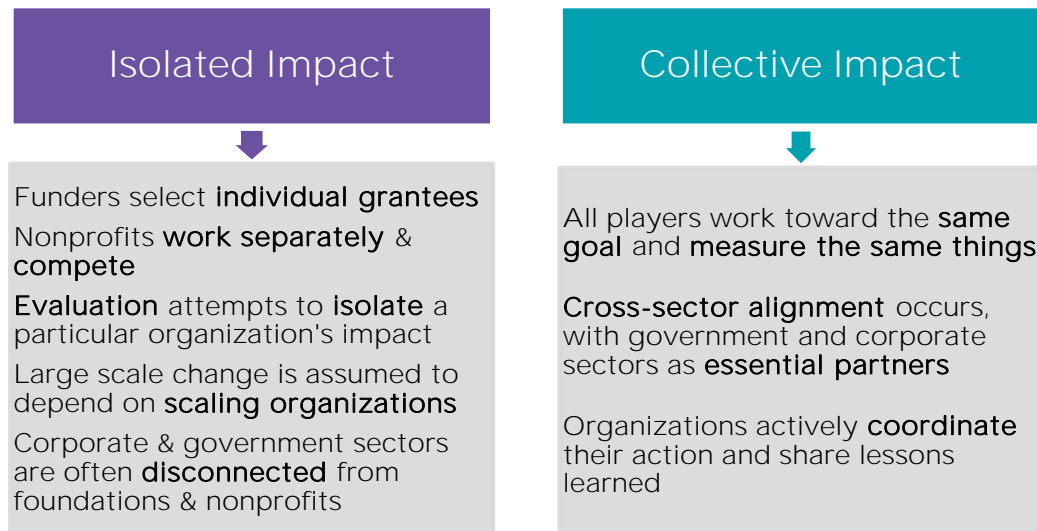 Isolated Impact
Funders select individual grantees
Nonprofits work separately &
compete
Evaluation attempts to isolate a
particular organization's impact
Large scale change is assumed to
depend on scaling organizations
Corporate & government sectors
are often disconnected from
foundations & nonprofits
Collective Impact
All players work toward the same
goal and measure the same things
Cross-sector alignment occurs,
with government and corporate
sectors as essential partners
Organizations actively coordinate
their action and share lessons
learned